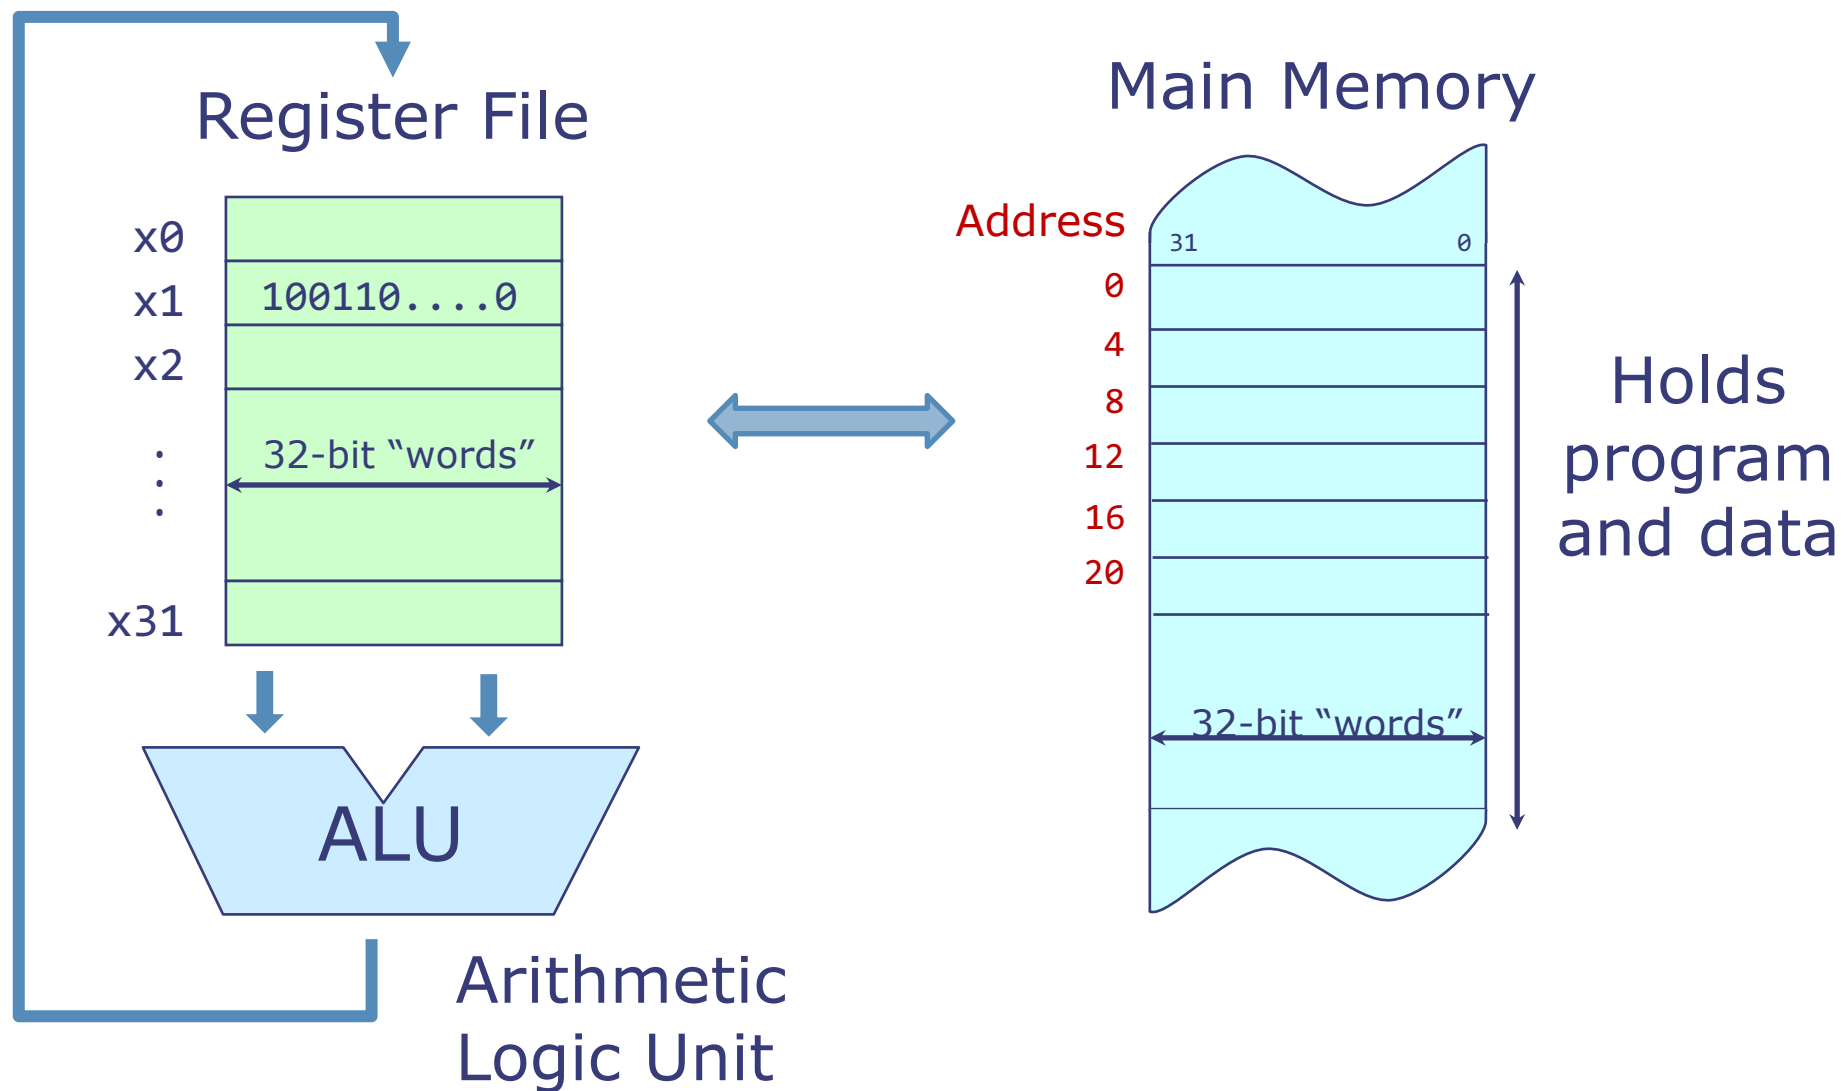 Register File
x0
x1 100110....0
x2
.
.
.
32-bit “words”
x31
ALU
Arithmetic
Logic Unit
Main Memory
Address
31 0
0
4
8
12
16
20
32-bit “words”
Holds
program
and data